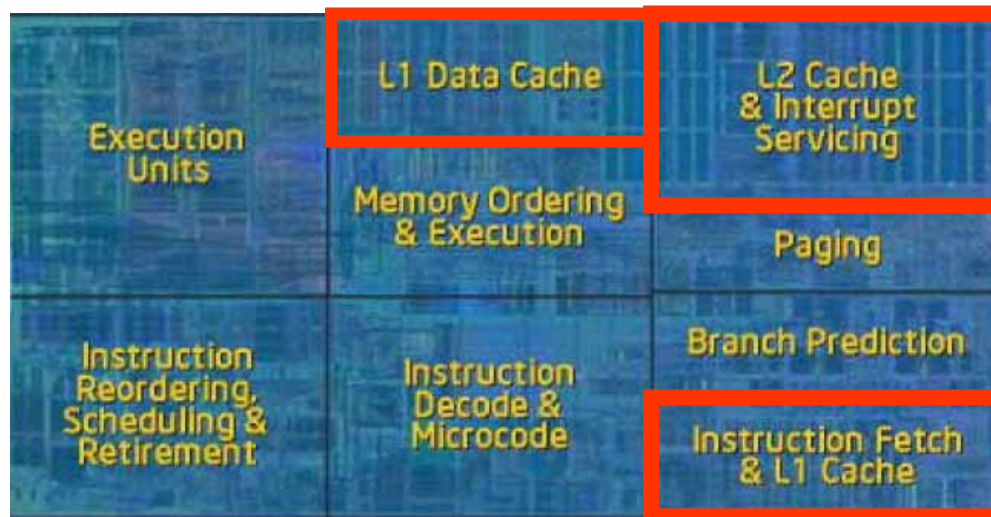 Execution
Units
L1 Data Cache
L2 Cache
& Interrupt
Servicing
Memory Ordering
& Execution
Paging
Instruction
Reordering,
Scheduling &
Retirement
Instruction
Decode &
Microcode
Branch Prediction
Instruction Fetch
& L1 Cache